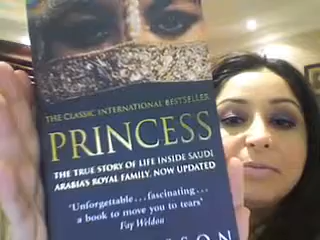 THE CLASSIC INTERNATIONAL BESTSELLER
PRINCESS
THE TRUE STORY OF LIFE INSIDE SAUDI
ARABIA'S ROYAL FAMILY, NOW UPDATED
'Unforgettable...fascinating...
a book to move you to tears'
Fay Weldon